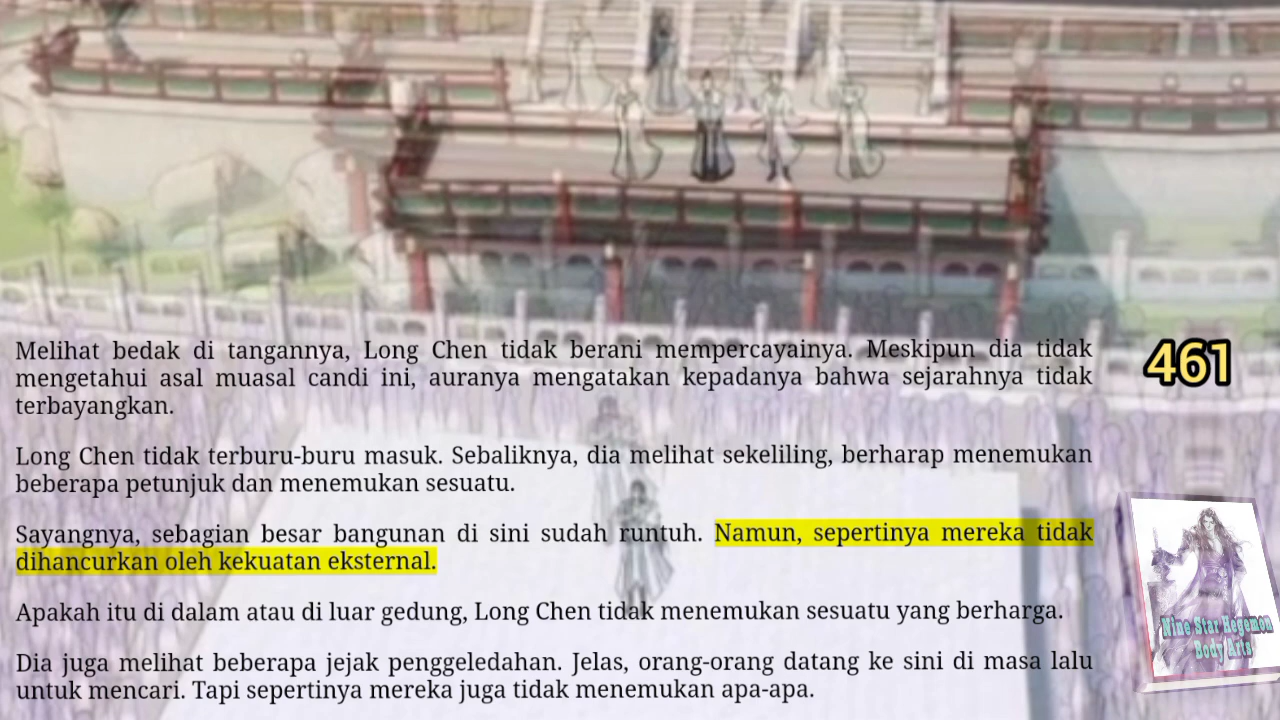 Melihat bedak di tangannya, Long Chen tidak berani mempercayainya. Meskipun dia tidak
mengetahui asal muasal candi ini, auranya mengatakan kepadanya bahwa sejarahnya tidak
terbayangkan.
Long Chen tidak terburu-buru masuk. Sebaliknya, dia melihat sekeliling, berharap menemukan
beberapa petunjuk dan menemukan sesuatu.
Sayangnya, sebagian besar bangunan di sini sudah runtuh. Namun, sepertinya mereka tidak
dihancurkan oleh kekuatan eksternal.
Apakah itu di dalam atau di luar gedung, Long Chen tidak menemukan sesuatu yang berharga.
Dia juga melihat beberapa jejak penggeledahan. Jelas, orang-orang datang ke sini di masa lalu
untuk mencari. Tapi sepertinya mereka juga tidak menemukan apa-apa.
461
Nine Star Hegemon
Body Arts